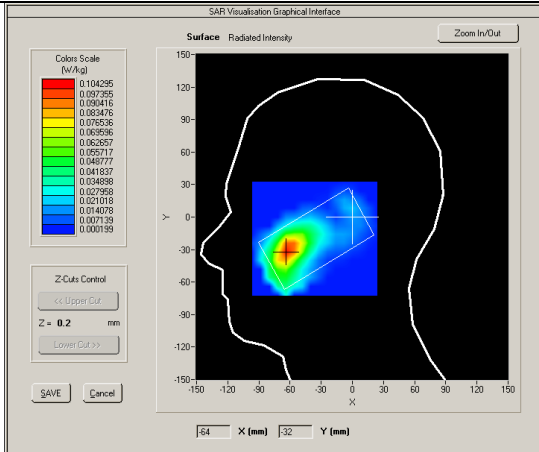 SAR Visualisation Graphical Interface
Surface Radiated Intensity
Zoom In/Out
Colors Scale
(W/kg)
0.104295
0.097355
0.090416
0.083476
0.076536
0.069596
0.062657
0.055717
0.048777
0.041837
0.034898
0.027958
0.021018
0.014078
0.007139
0.000199
Z-Cuts Control
<< Upper Cut
Z = 0.2 mm
Lower Cut >>
SAVE Cancel
150-
120-
90-
60-
30-
0-
-30-
-60-
-90-
-120-
-150-
Y
-150 -120 -90 -60 -30 0 30 60 90 120 150
X
-64 X (mm) -32 Y (mm)